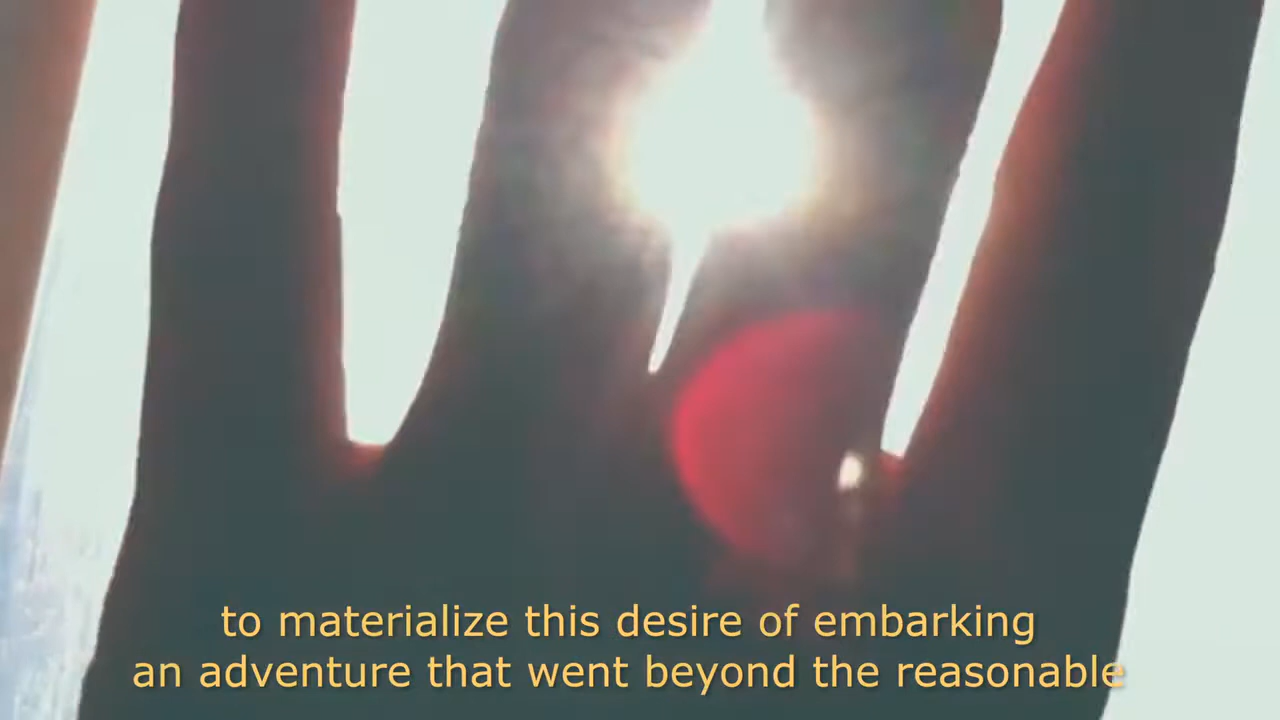 to materialize this desire of embarking
an adventure that went beyond the reasonable